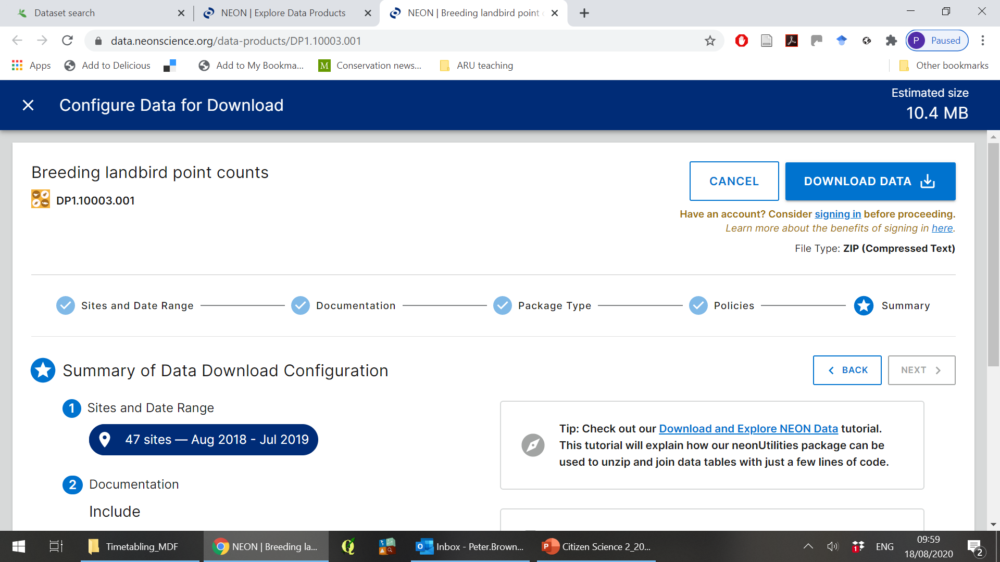 Dataset search
NEON | Explore Data Products
NEON | Breeding landbird point
data.neonscience.org/data-products/DP1.10003.001
P Paused
Apps
Add to Delicious
Add to My Bookma...
M Conservation news...
ARU teaching
Other bookmarks
Configure Data for Download
Estimated size
10.4 MB
Breeding landbird point counts
DP1.10003.001
CANCEL
DOWNLOAD DATA
Have an account? Consider signing in before proceeding.
Learn more about the benefits of signing in here.
File Type: ZIP (Compressed Text)
Sites and Date Range
Documentation
Package Type
Policies
Summary
Summary of Data Download Configuration
BACK
NEXT
1 Sites and Date Range
47 sites — Aug 2018 - Jul 2019
Tip: Check out our Download and Explore NEON Data tutorial.
This tutorial will explain how our neonUtilities package can be
used to unzip and join data tables with just a few lines of code.
2 Documentation
Include
Timetabling_MDF
NEON | Breeding la...
Inbox - Peter.Brown...
Citizen Science 2_20...
1
ENG
09:59
18/08/2020
2